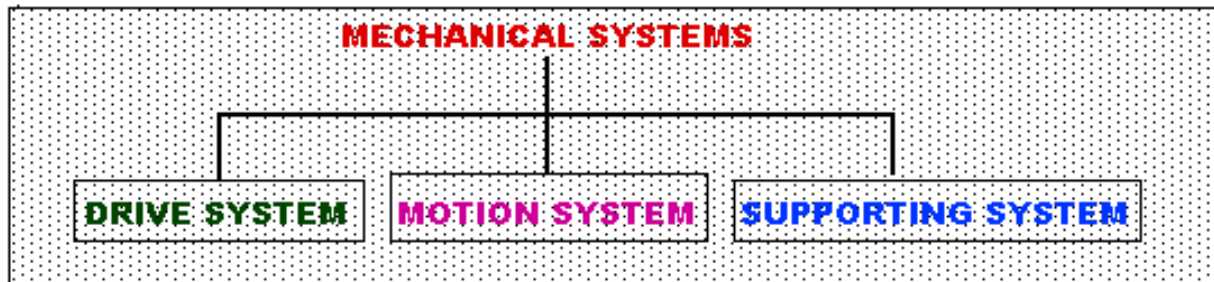 MECHANICAL SYSTEMS
DRIVE SYSTEM
MOTION SYSTEM
SUPPORTING SYSTEM